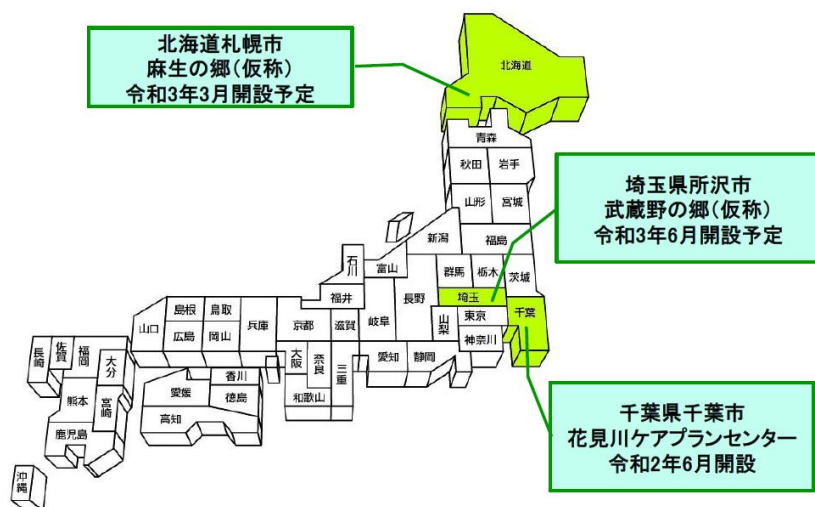 北海道札幌市
麻生の郷(仮称)
令和3年3月開設予定
北海道
青森
秋田 岩手
山形 宮城
埼玉県所沢市
武蔵野の郷(仮称)
令和3年6月開設予定
新潟 福島
石川
富山
群馬 栃木 茨城
福井
長野
埼玉
千葉
島根 鳥取
山口
兵庫
京都 滋賀 岐阜
山梨
東京
広島 岡山
神奈川
長崎
佐賀
福岡
大分
大阪
奈良
三重
愛知 静岡
熊本
宮崎
愛媛
香川
徳島
和歌山
高知
鹿児島
沖縄
千葉県千葉市
花見川ケアプランセンター
令和2年6月開設